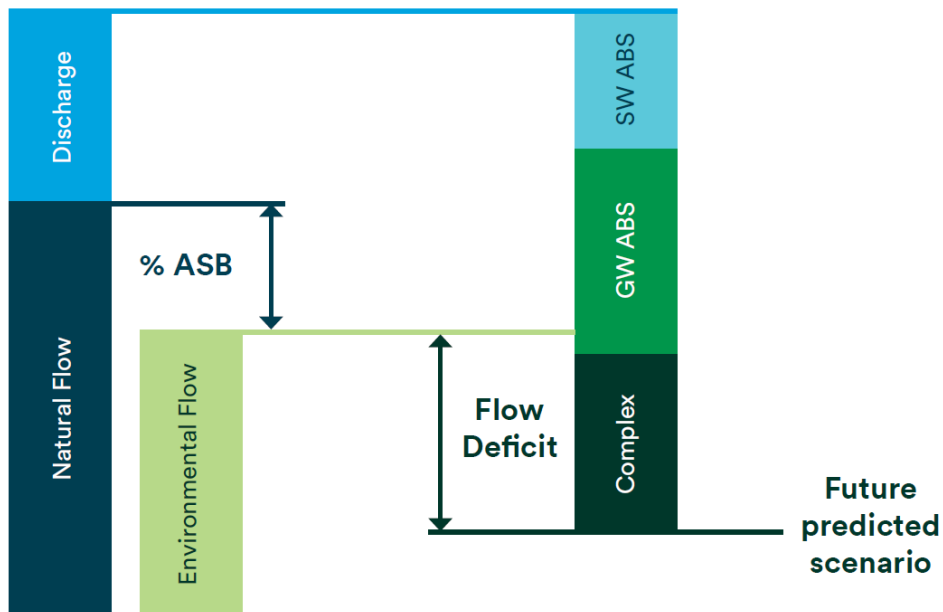 Discharge
Natural Flow
% ASB
Environmental Flow
Flow
Deficit
SW ABS
GW ABS
Complex
Future
predicted
scenario